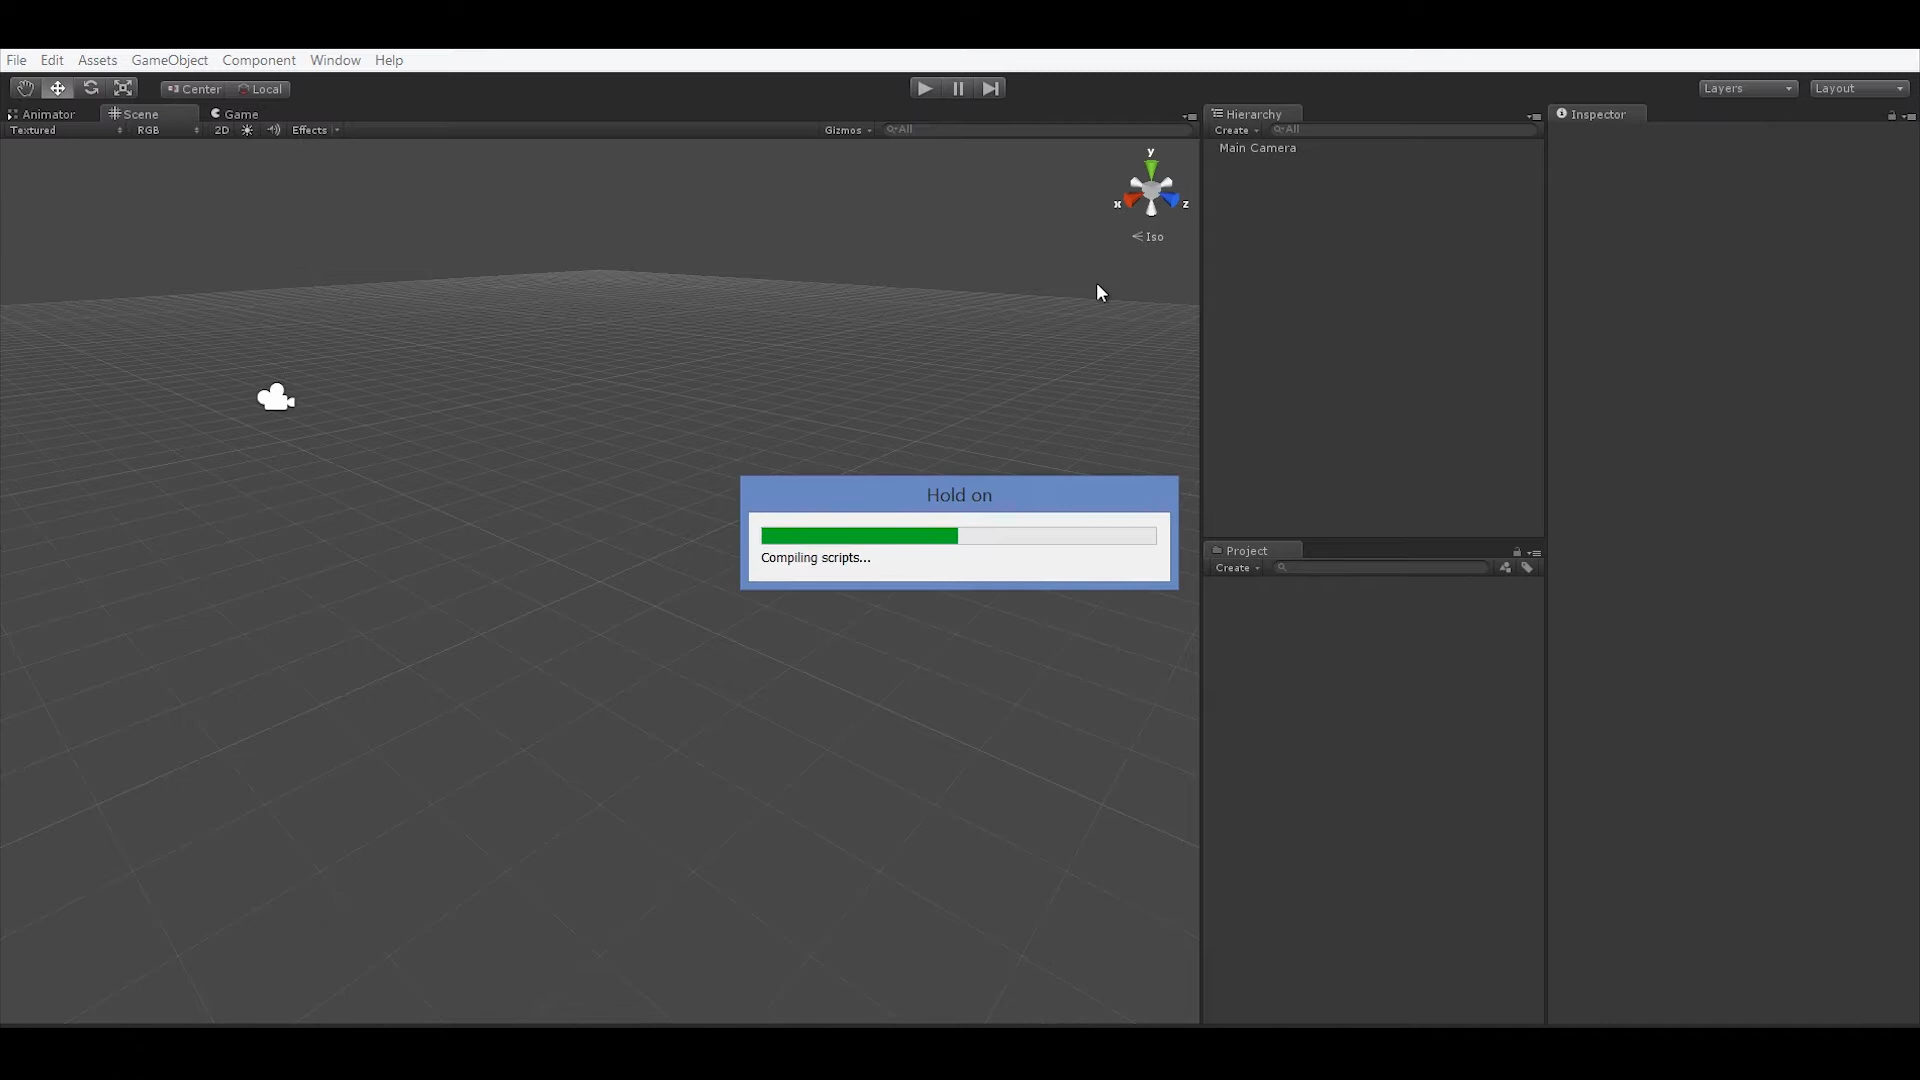 File Edit Assets GameObject Component Window Help
Center Local Layers Layout
Animator Scene Game Hierarchy Inspector
Textured RGB 2D Effects Gizmos All Create All
Main Camera
y
x z
Iso
Hold on
Compiling scripts...
Project
Create